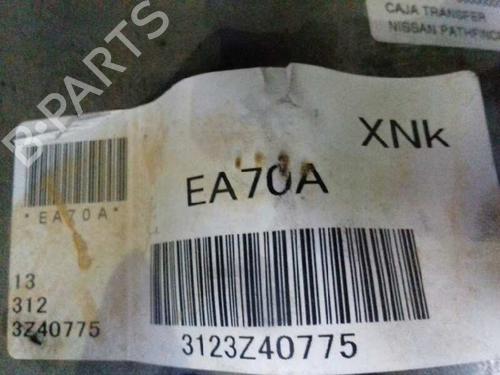 CAJA TRANSFER
NISSAN PATHFIND
B-PARTS
XNk
EA70A
*EA70A*
13
312
3Z40775
3123Z40775